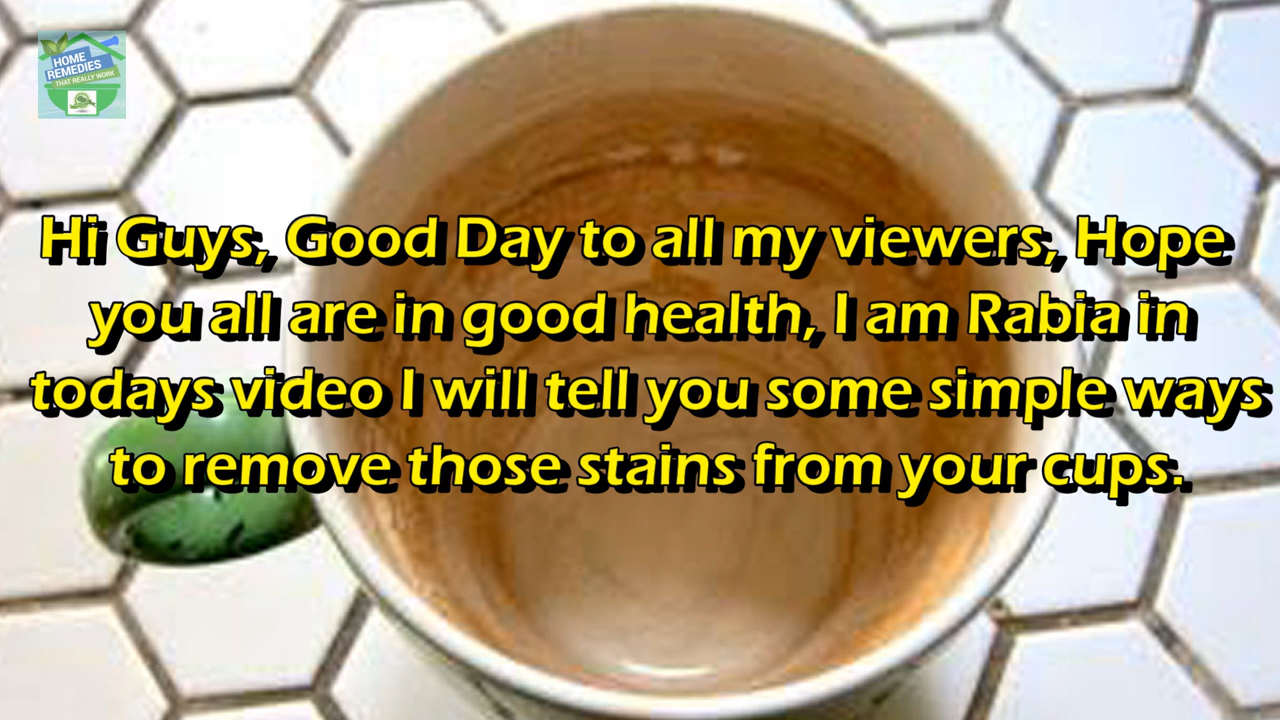 HOME
REMEDIES
THAT REALLY WORK
Hi Guys, Good Day to all my viewers, Hope
you all are in good health, I am Rabia in
todays video I will tell you some simple ways
to remove those stains from your cups.